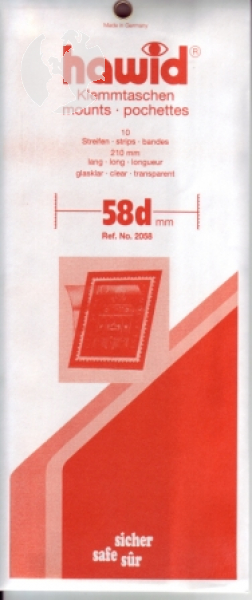 Made in Germany
hawid®
Klemmtaschen
mounts · pochettes
10
Streifen · strips · bandes
210 mm
lang · long · longueur
glasklar · clear · transparent
58d mm
Ref. No. 2058
sicher
safe
sûr